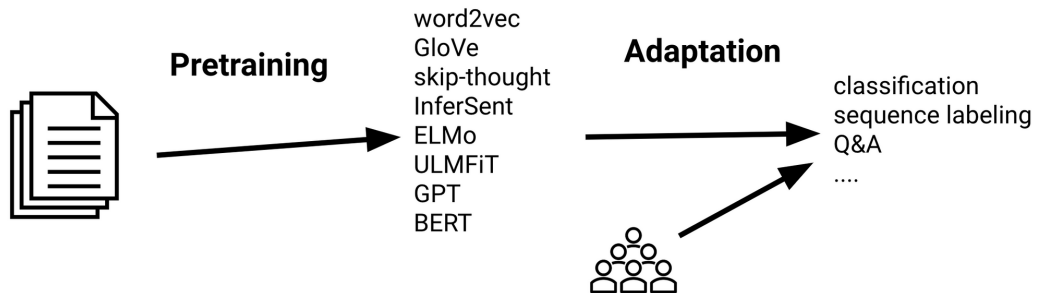 Pretraining
word2vec
GloVe
skip-thought
InferSent
ELMo
ULMFiT
GPT
BERT
Adaptation
classification
sequence labeling
Q&A
....